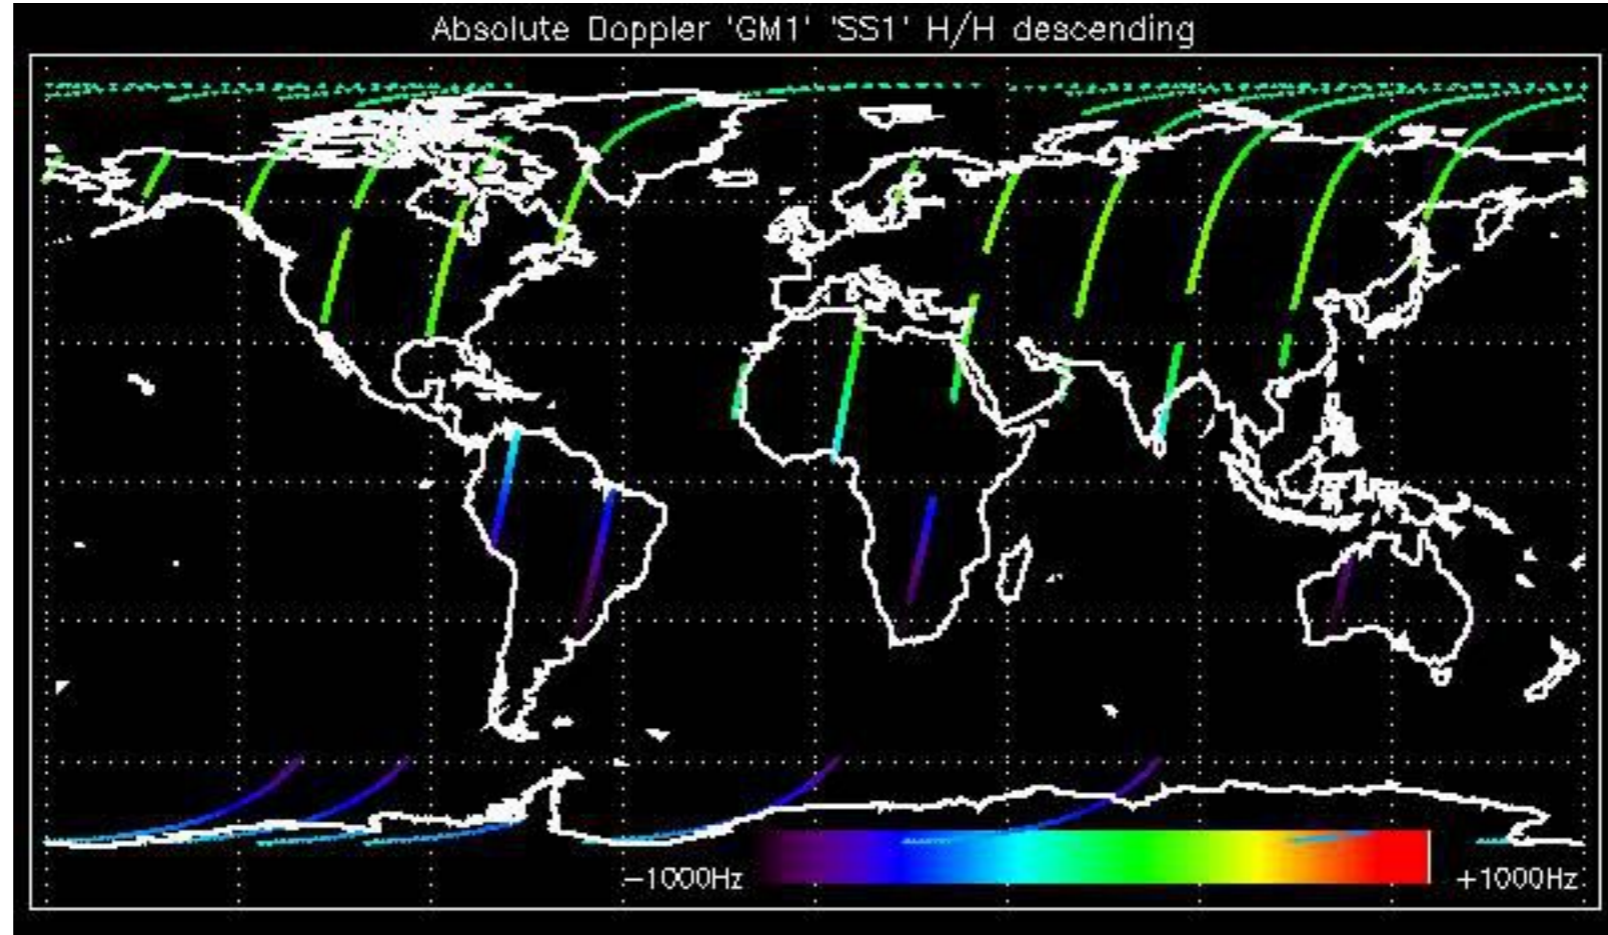 Absolute Doppler 'GM1' 'SS1' H/H descending
−1000Hz
+1000Hz